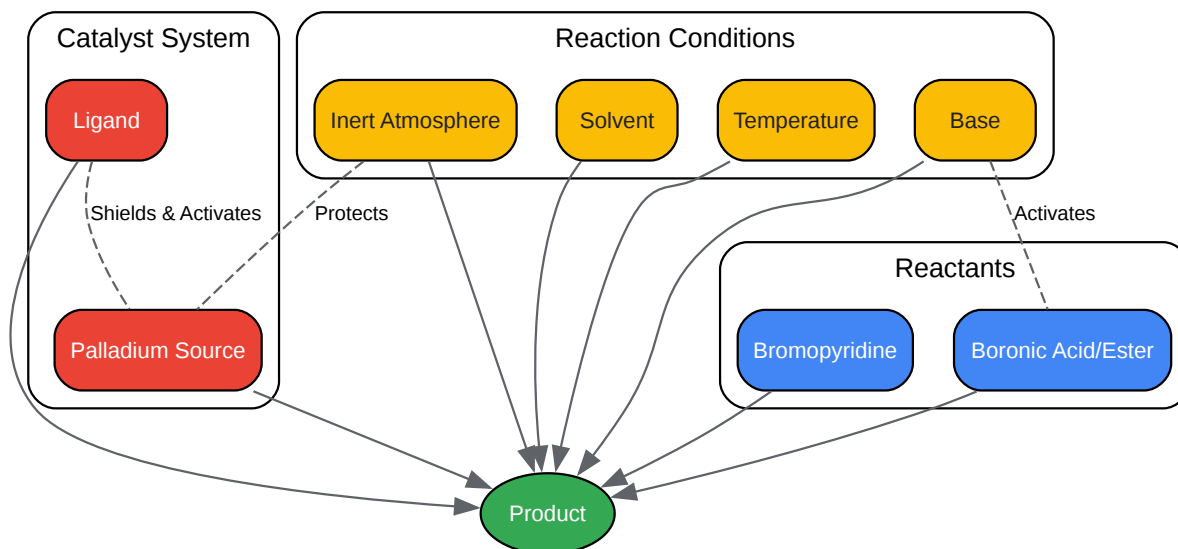 Catalyst System
Reaction Conditions
Ligand
Inert Atmosphere
Solvent
Temperature
Base
Shields & Activates
Protects
Activates
Reactants
Palladium Source
Bromopyridine
Boronic Acid/Ester
Product